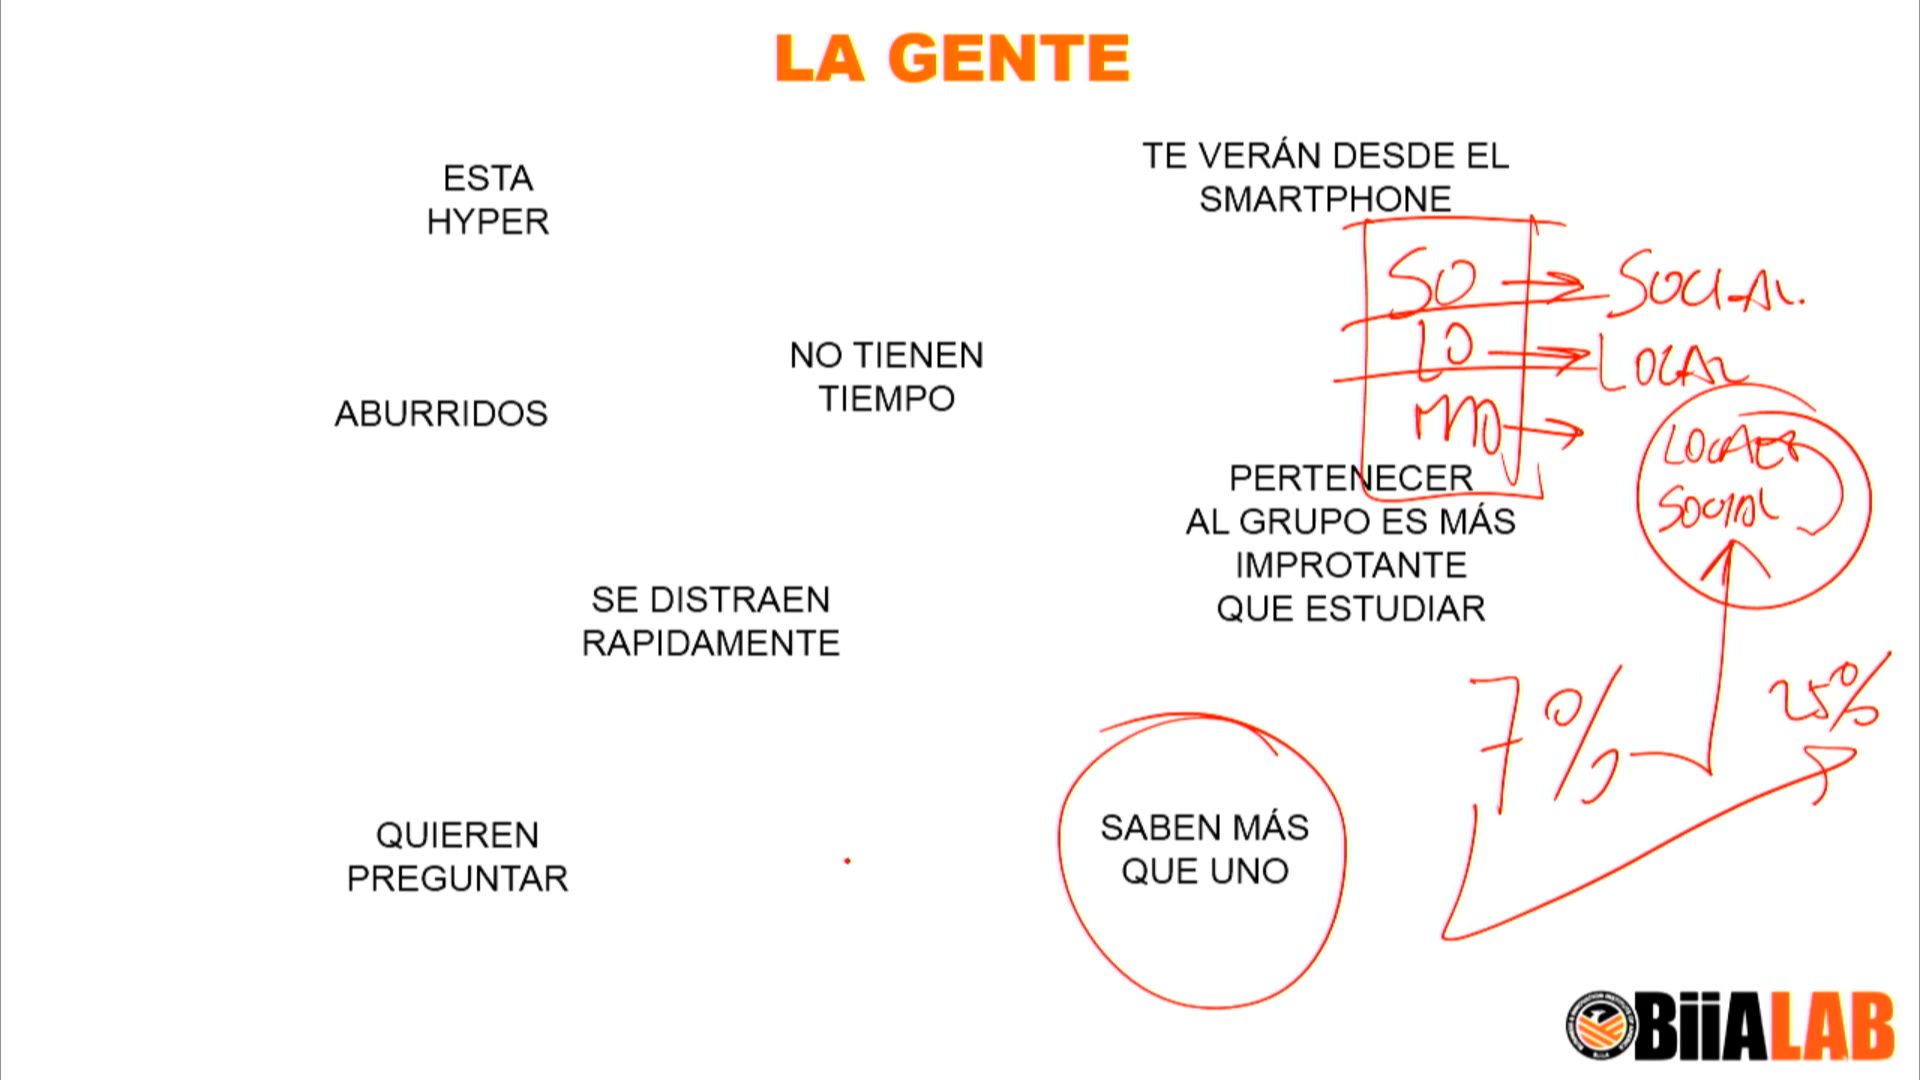 LA GENTE
ESTA
HYPER
TE VERÁN DESDE EL
SMARTPHONE
SO → SOCIAL.
LO → LOCAL
MO →
NO TIENEN
TIEMPO
ABURRIDOS
SOCIAL
PERTENECER
AL GRUPO ES MÁS
IMPROTANTE
QUE ESTUDIAR
SE DISTRAEN
RAPIDAMENTE
7%
25%
QUIEREN
PREGUNTAR
SABEN MÁS
QUE UNO
BiiALAB